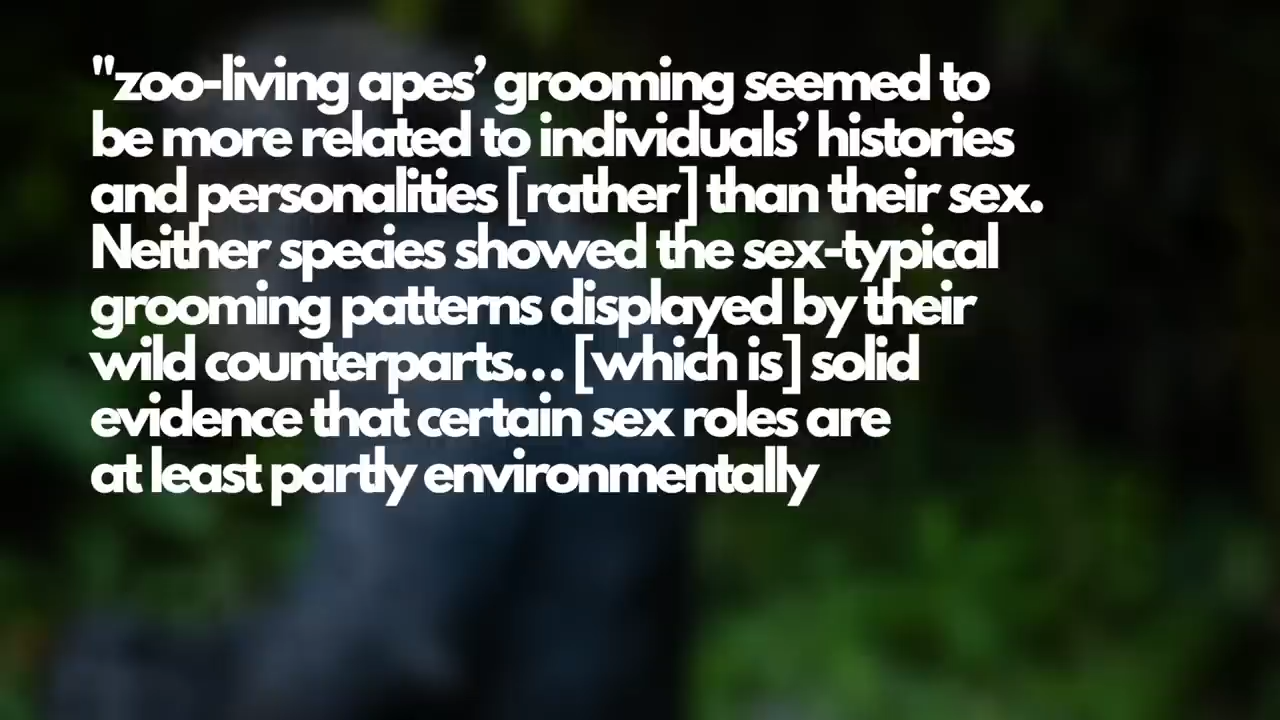 "zoo-living apes’ grooming seemed to
be more related to individuals’ histories
and personalities [rather] than their sex.
Neither species showed the sex-typical
grooming patterns displayed by their
wild counterparts... [which is] solid
evidence that certain sex roles are
at least partly environmentally